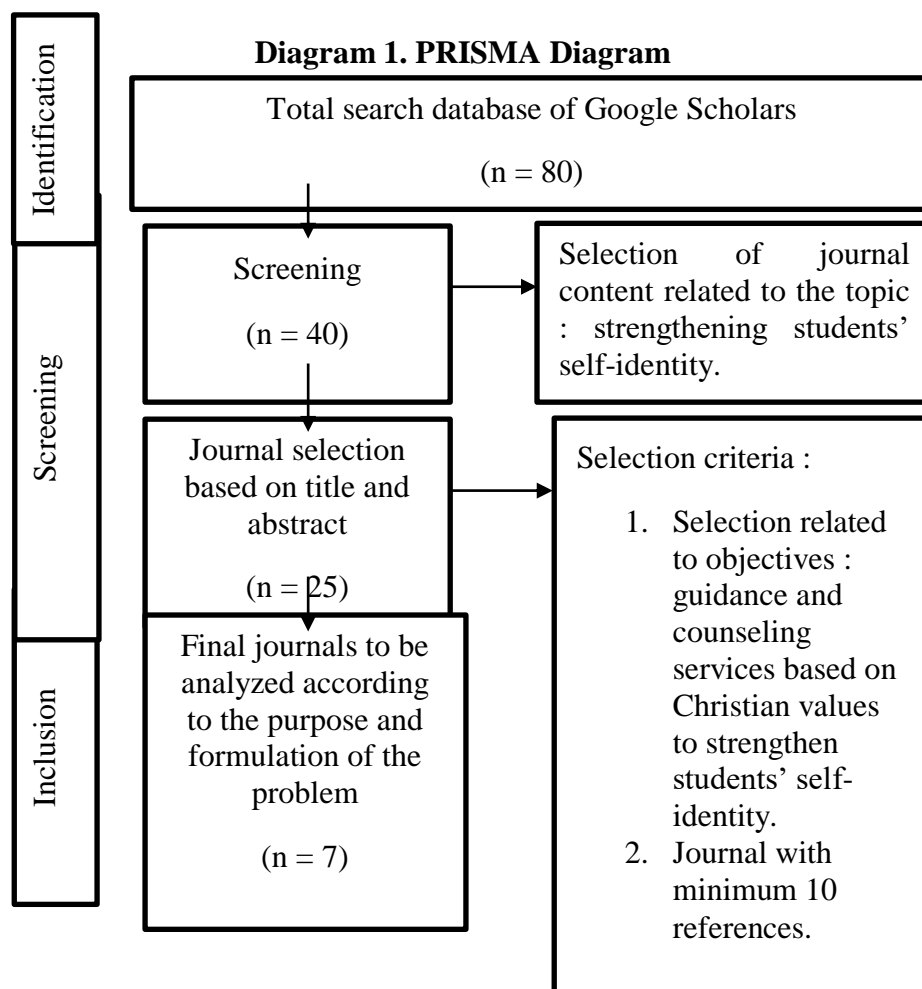 Diagram 1. PRISMA Diagram
Identification
Total search database of Google Scholars
(n = 80)
Screening
Screening
(n = 40)
Selection of journal
content related to the topic
: strengthening students’
self-identity.
Journal selection
based on title and
abstract
(n = 25)
Selection criteria :
1. Selection related
to objectives :
guidance and
counseling
services based on
Christian values
to strengthen
students’ self-
identity.
2. Journal with
minimum 10
references.
Inclusion
Final journals to be
analyzed according
to the purpose and
formulation of the
problem
(n = 7)